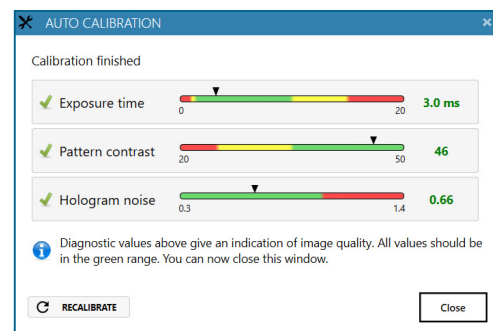 AUTO CALIBRATION
Calibration finished
Exposure time
0
20
3.0 ms
Pattern contrast
20
50
46
Hologram noise
0.3
1.4
0.66
Diagnostic values above give an indication of image quality. All values should be
in the green range. You can now close this window.
RECALIBRATE
Close